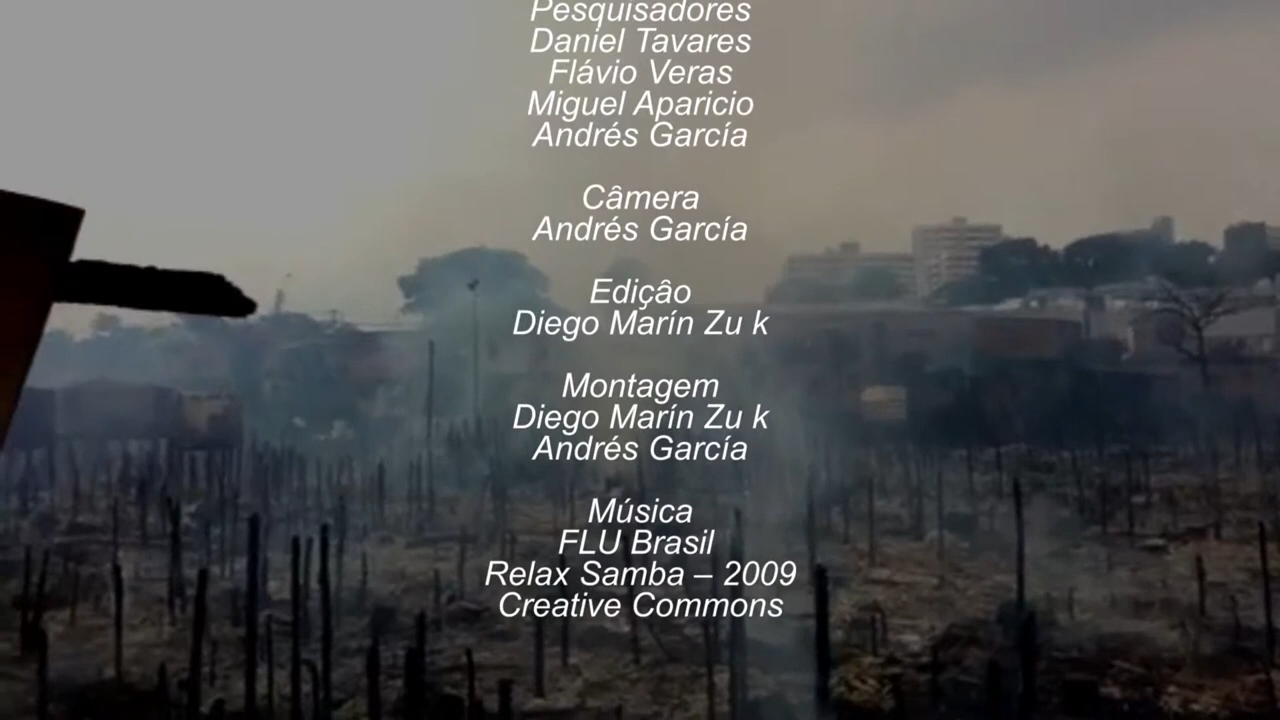 Pesquisadores
Daniel Tavares
Flávio Veras
Miguel Aparicio
Andrés García
Câmera
Andrés García
Ediçâo
Diego Marín Zu k
Montagem
Diego Marín Zu k
Andrés García
Música
FLU Brasil
Relax Samba – 2009
Creative Commons